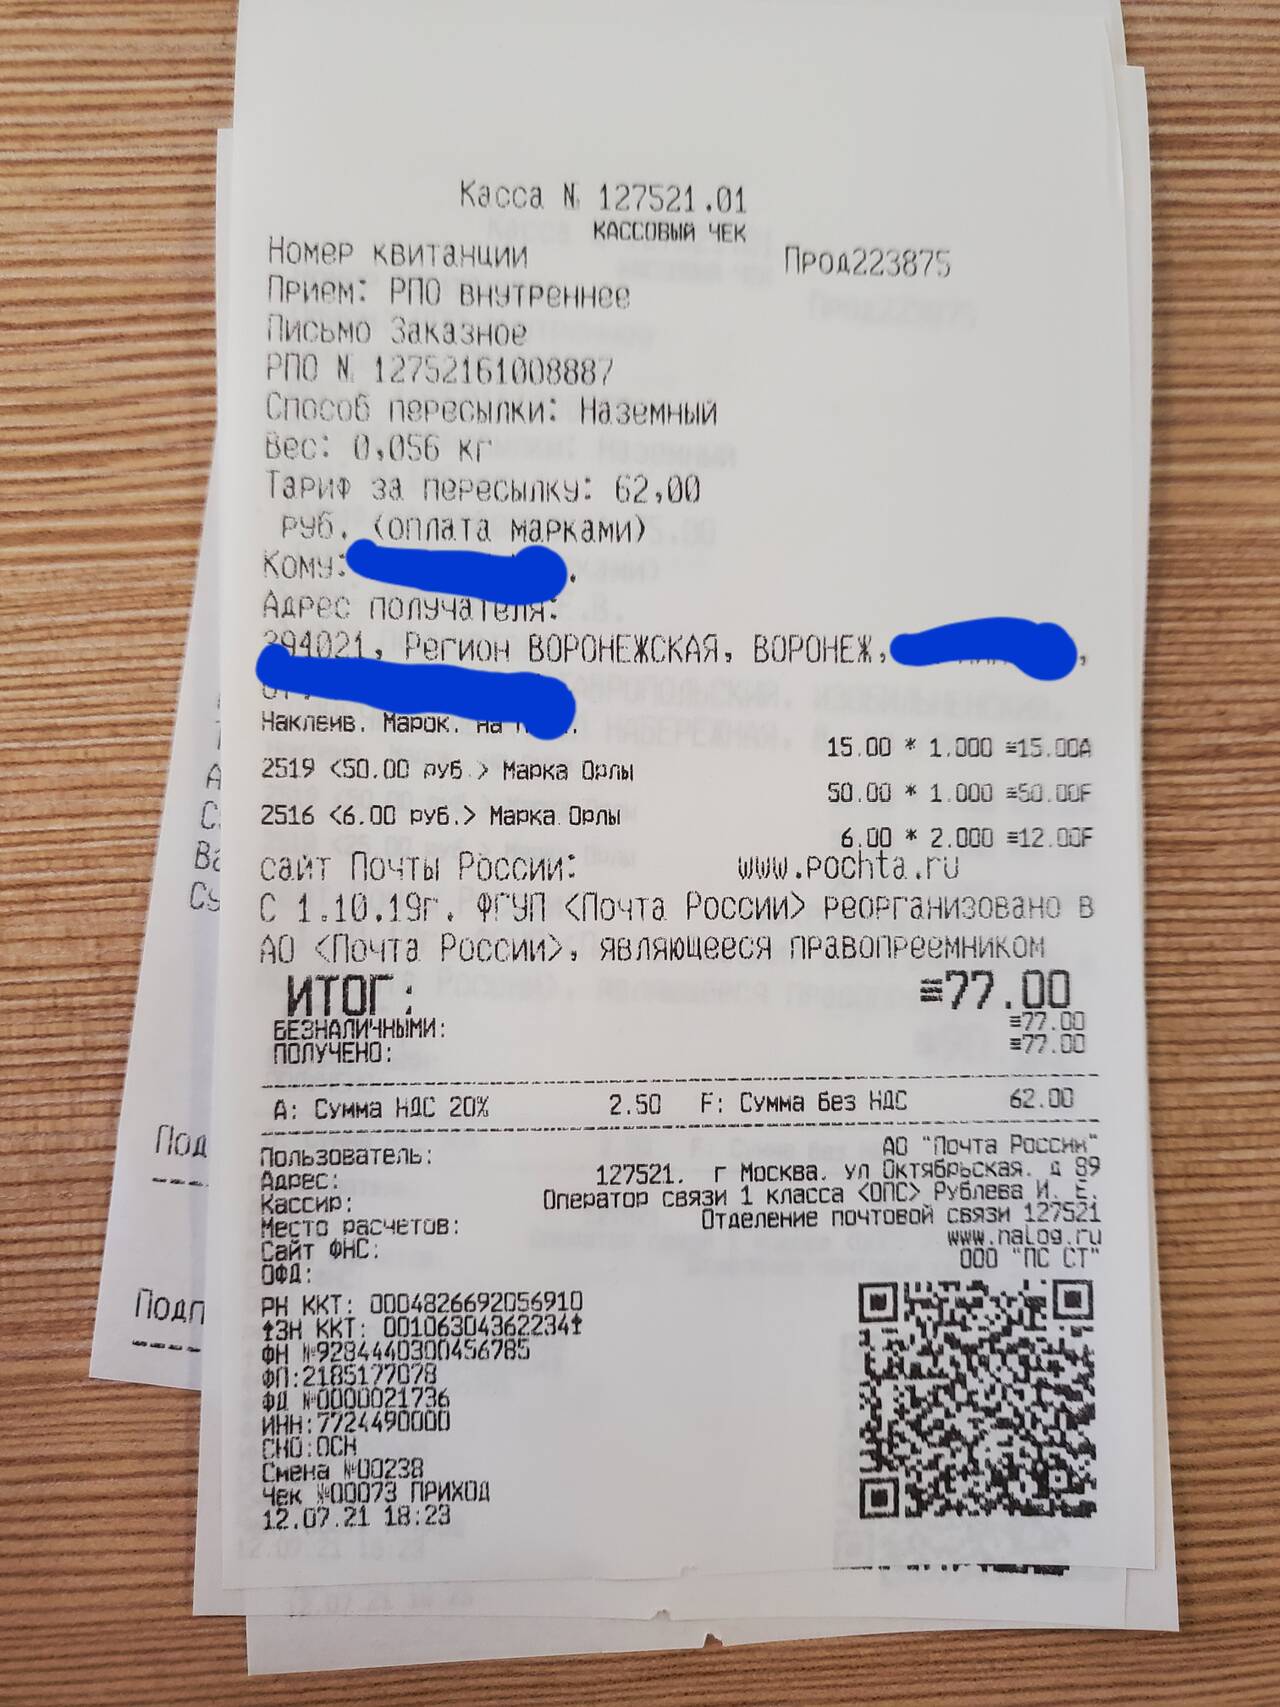 Касса № 127521.01
КАССОВЫЙ ЧЕК
Номер квитанции Прод223875
Прием: РПО внутреннее
Письмо Заказное
РПО № 12752161008887
Способ пересылки: Наземный
Вес: 0,056 кг
Тариф за пересылку: 62,00
руб. (оплата марками)
Кому:
Адрес получателя:
394021, Регион ВОРОНЕЖСКАЯ, ВОРОНЕЖ,
Наклеив. Марок. на
15.00 * 1.000 ≡15.00А
2519 <50.00 руб.> Марка Орлы
50.00 * 1.000 ≡50.00F
2516 <6.00 руб.> Марка Орлы
6.00 * 2.000 ≡12.00F
сайт Почты России: www.pochta.ru
С 1.10.19г. ФГУП <Почта России> реорганизовано в
АО <Почта России>, являющееся правопреемником
ИТОГ: ≡77.00
БЕЗНАЛИЧНЫМИ: ≡77.00
ПОЛУЧЕНО: ≡77.00
А: Сумма НДС 20% 2.50 F: Сумма без НДС 62.00
Пользователь: АО "Почта России"
Адрес: 127521, г Москва, ул Октябрьская, д 89
Кассир: Оператор связи 1 класса <ОПС> Рублева И. Е.
Место расчетов: Отделение почтовой связи 127521
Сайт ФНС: www.nalog.ru
ОФД: ООО "ПС СТ"
РН ККТ: 0004826692056910
ЗН ККТ: 00106304362234
ФН №9284440300456785
ФП:2185177078
ФД №0000021736
ИНН:7724490000
СНО:ОСН
Смена №00238
Чек №00073 ПРИХОД
12.07.21 18:23